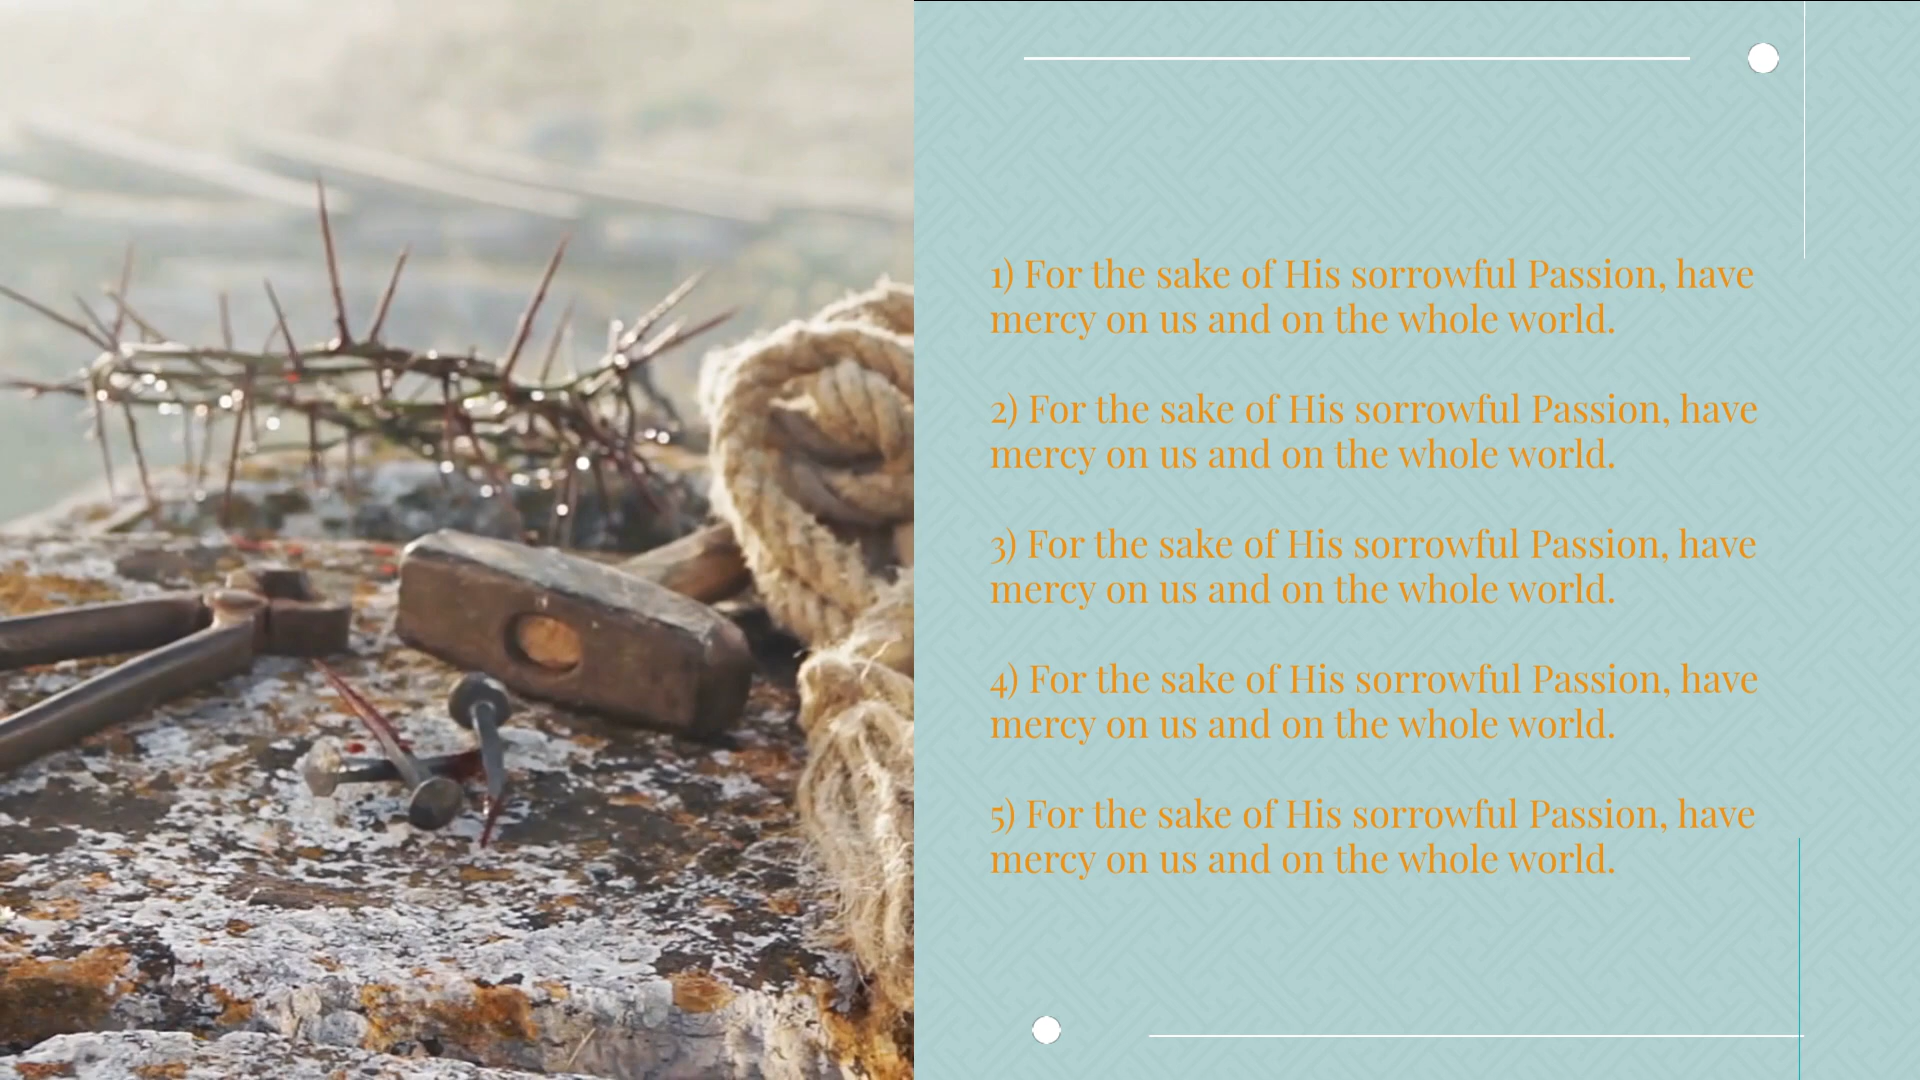 1) For the sake of His sorrowful Passion, have
mercy on us and on the whole world.
2) For the sake of His sorrowful Passion, have
mercy on us and on the whole world.
3) For the sake of His sorrowful Passion, have
mercy on us and on the whole world.
4) For the sake of His sorrowful Passion, have
mercy on us and on the whole world.
5) For the sake of His sorrowful Passion, have
mercy on us and on the whole world.